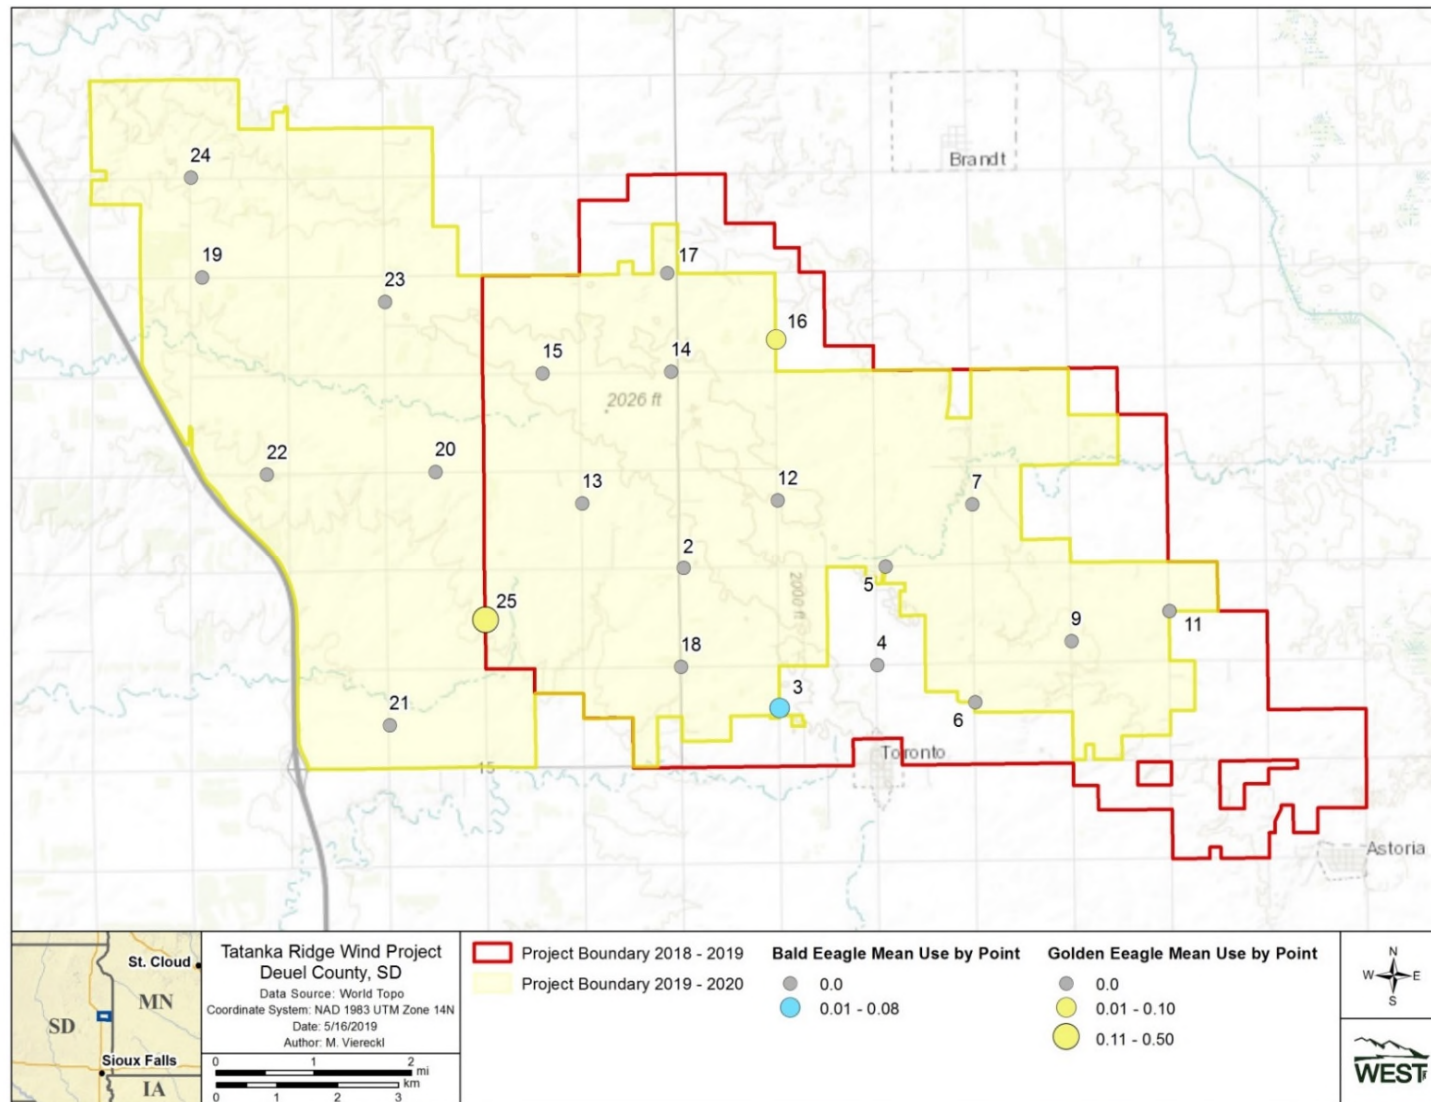 Brandt
24
19
17
23
16
15
14
2026 ft
22
20
13
12
7
2
5
2000 ft
25
9
11
18
4
3
6
21
Toronto
15
Astoria
St. Cloud
MN
SD
Sioux Falls
IA
Tatanka Ridge Wind Project
Deuel County, SD
Data Source: World Topo
Coordinate System: NAD 1983 UTM Zone 14N
Date: 5/16/2019
Author: M. Viereckl
0 1 2
mi
km
0 1 2 3
Project Boundary 2018 - 2019
Project Boundary 2019 - 2020
Bald Eeagle Mean Use by Point
0.0
0.01 - 0.08
Golden Eeagle Mean Use by Point
0.0
0.01 - 0.10
0.11 - 0.50
N
W E
S
WEST